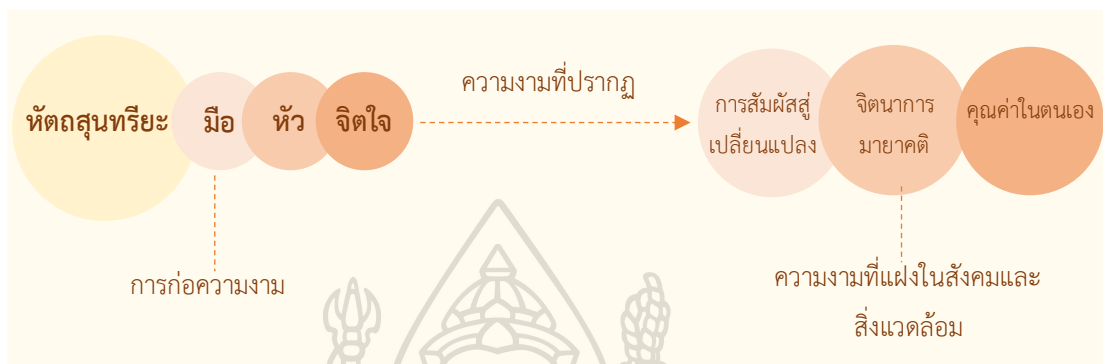 หัตถสุนทรียะ
มือ
หัว
จิตใจ
ความงามที่ปรากฏ
การสัมผัสสู่
เปลี่ยนแปลง
จิตนาการ
มายาคติ
คุณค่าในตนเอง
การก่อความงาม
ความงามที่แฝงในสังคมและ
สิ่งแวดล้อม